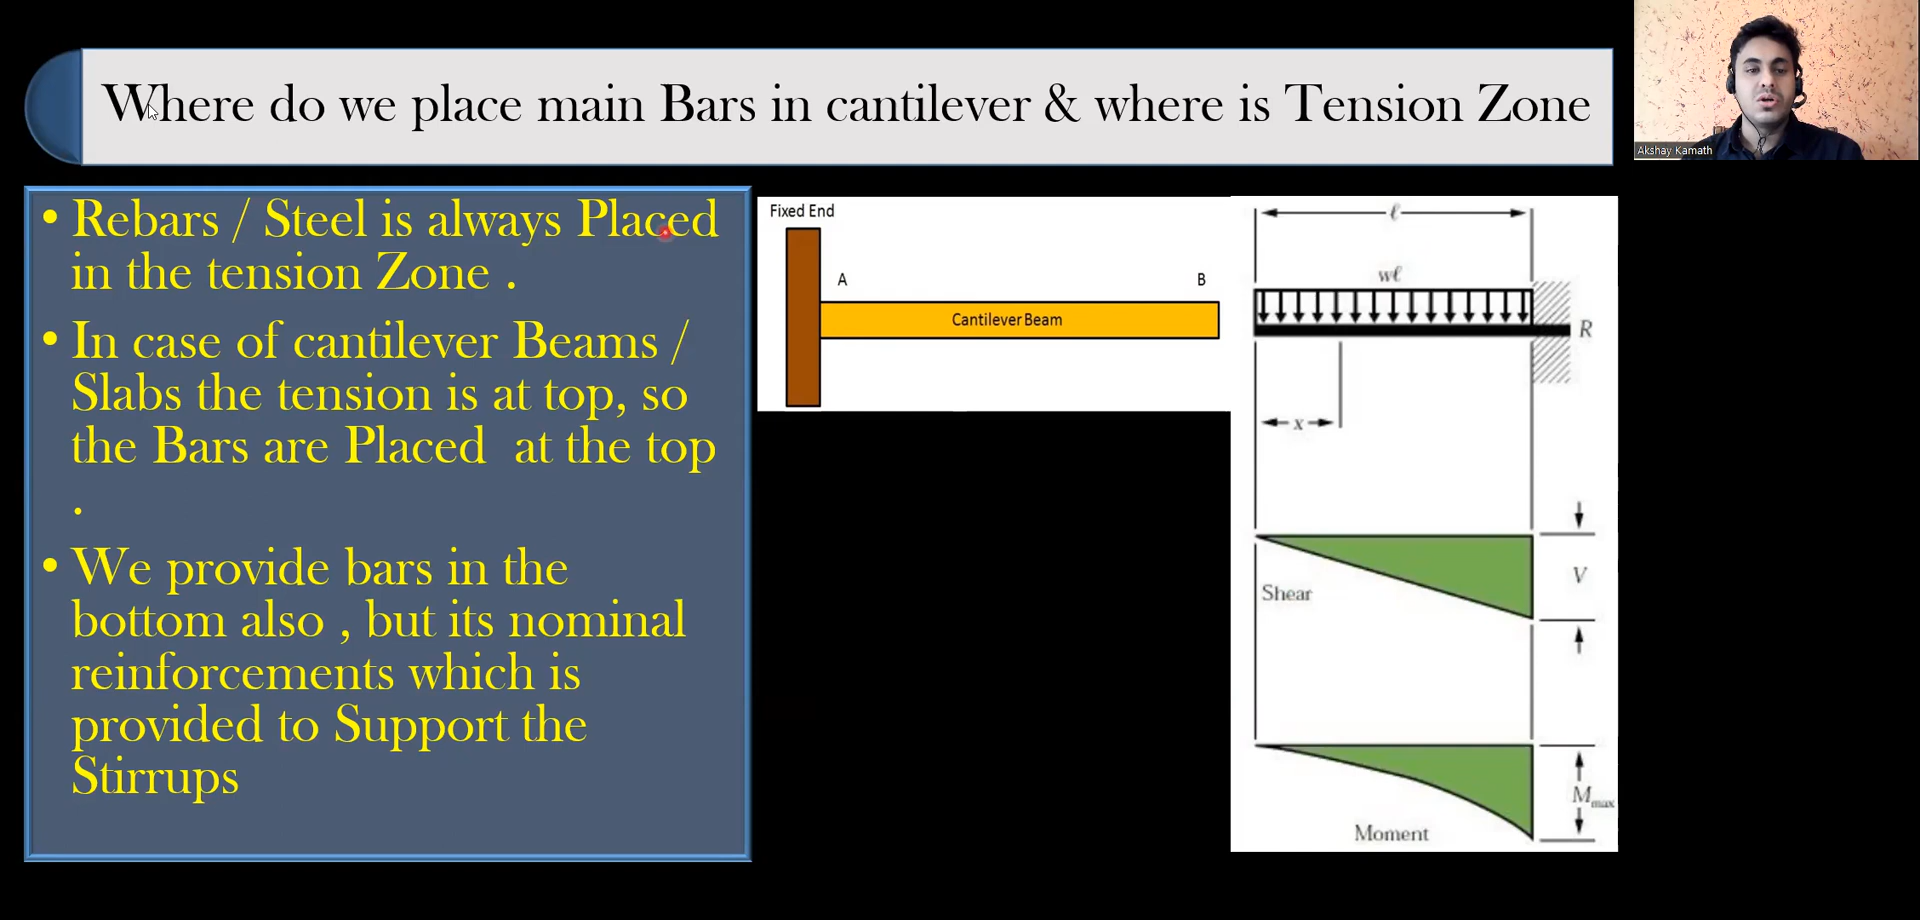 Where do we place main Bars in cantilever & where is Tension Zone
Akshay Kamath
• Rebars / Steel is always Placed
in the tension Zone .
• In case of cantilever Beams /
Slabs the tension is at top, so
the Bars are Placed at the top
.
• We provide bars in the
bottom also , but its nominal
reinforcements which is
provided to Support the
Stirrups
Fixed End
A
B
Cantilever Beam
ℓ
wℓ
R
x
Shear
V
Mmax
Moment